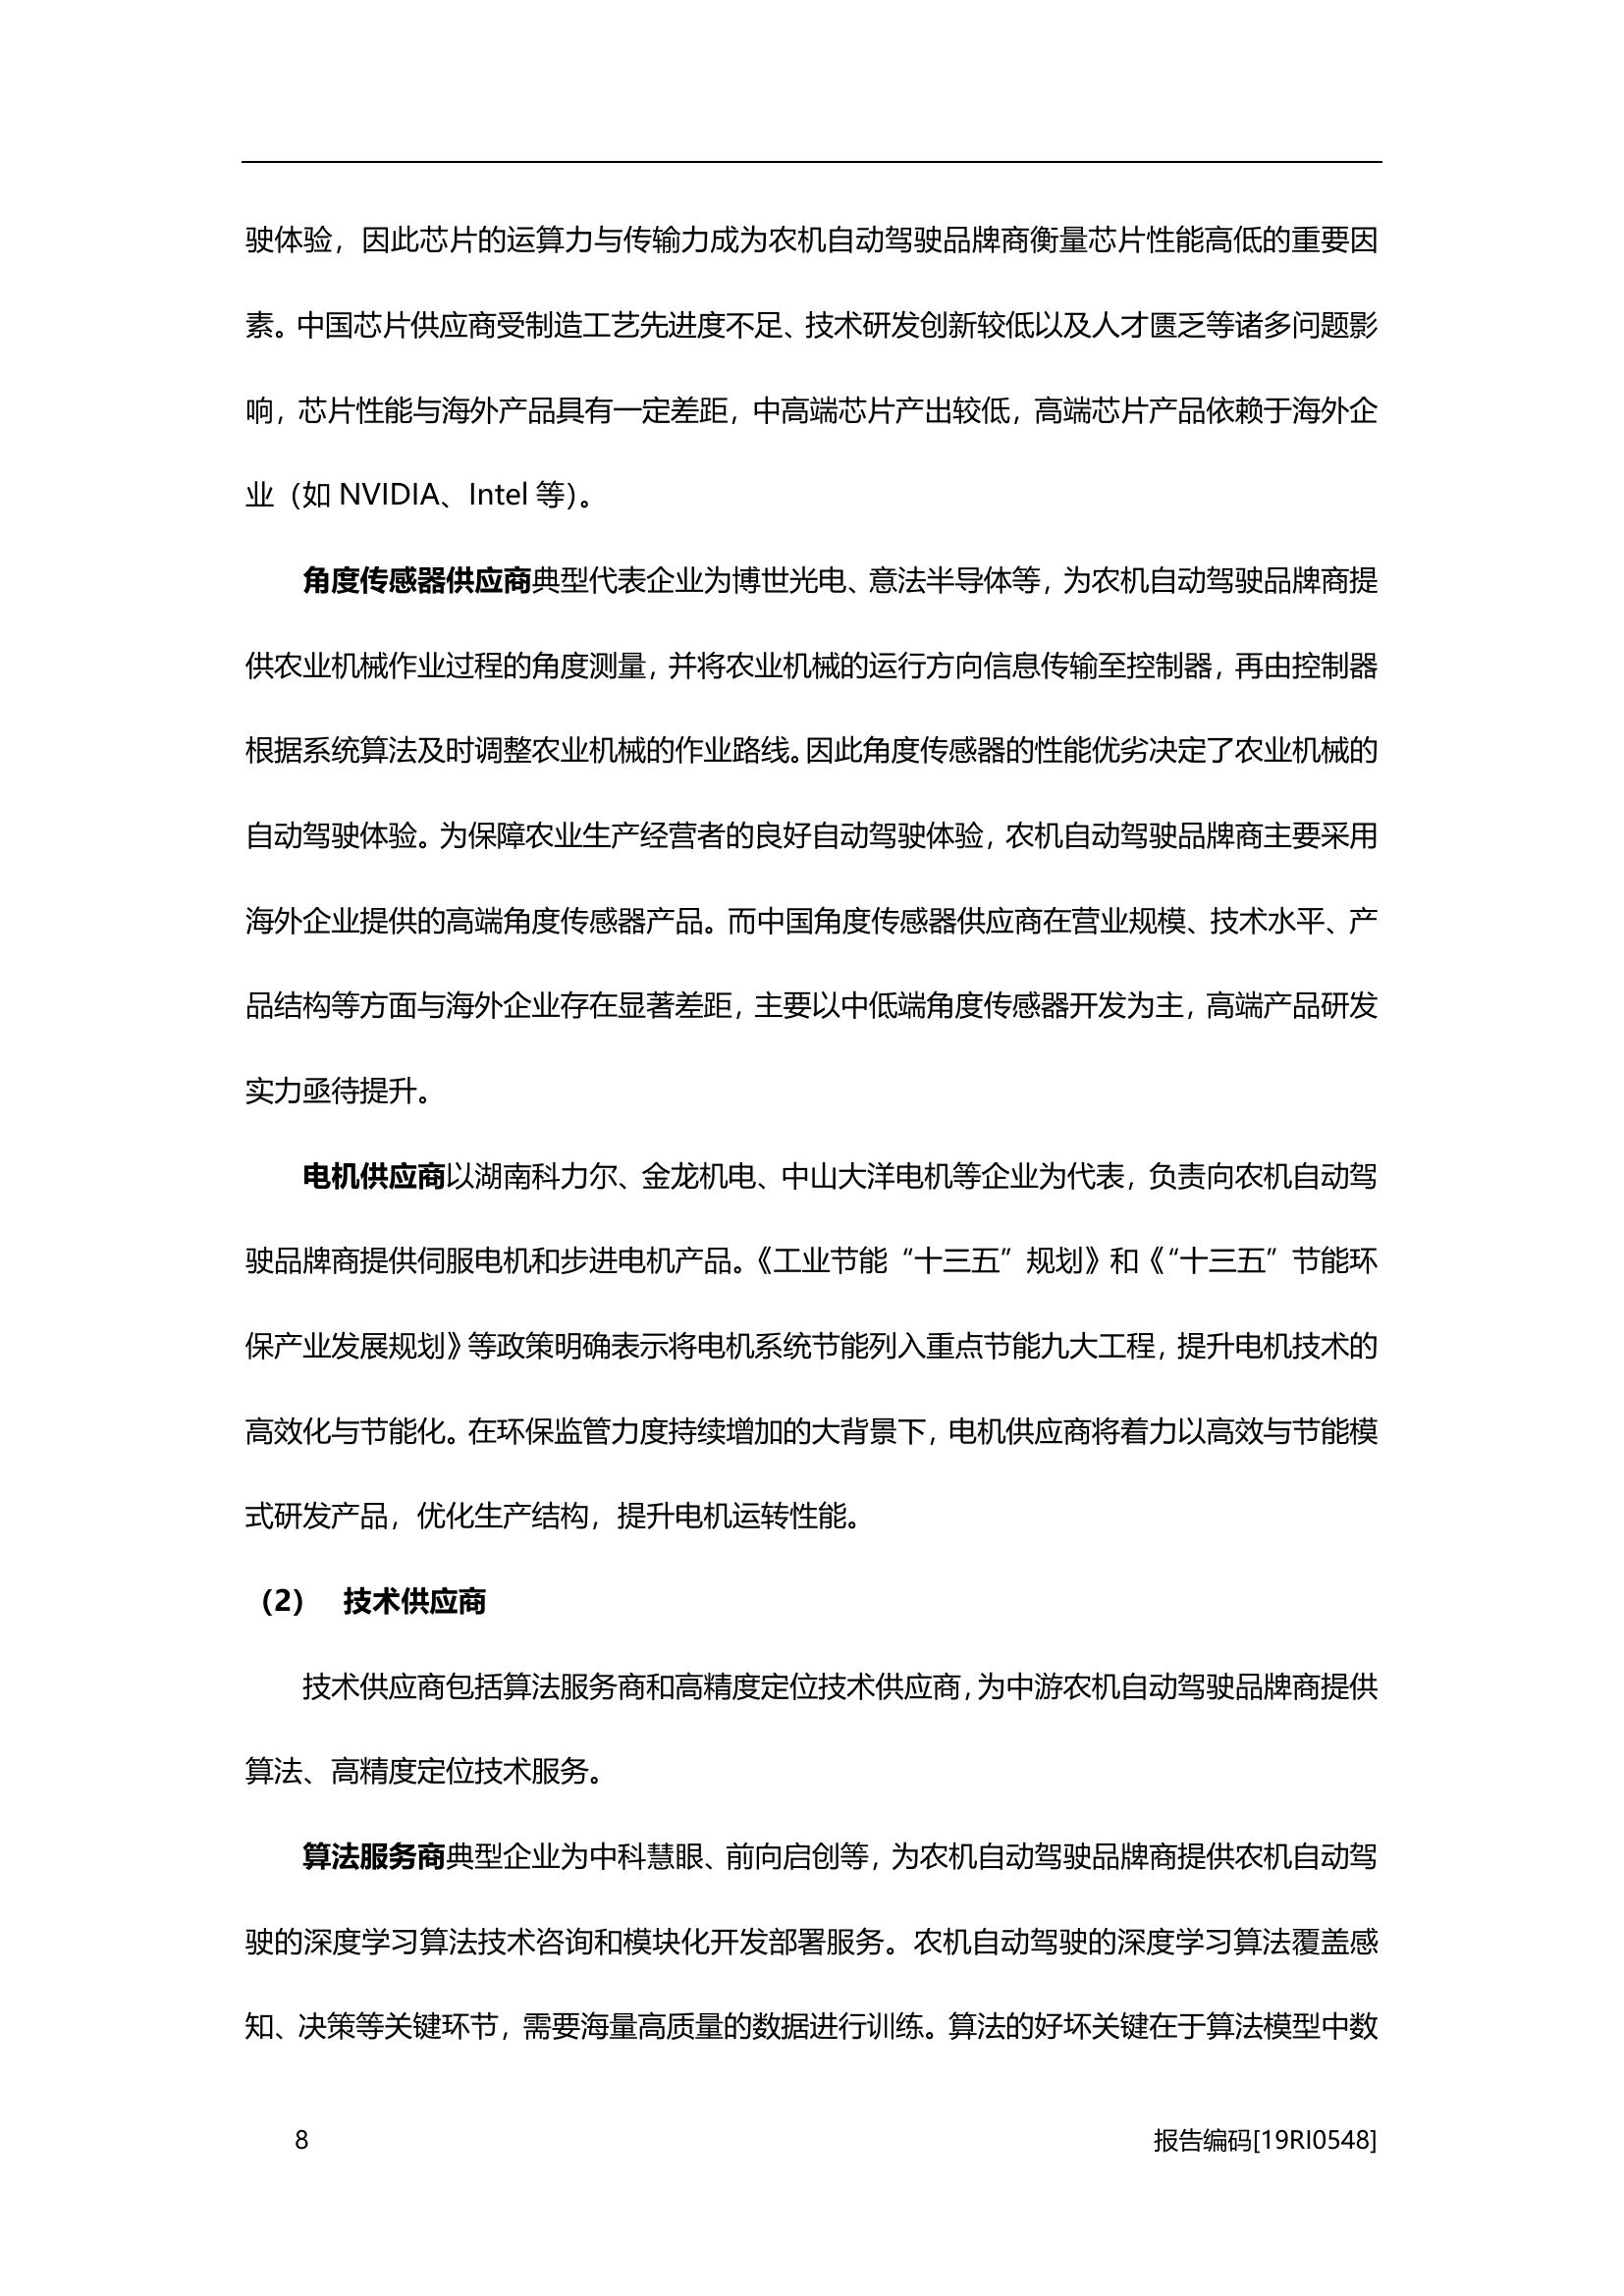 驶体验，因此芯片的运算力与传输力成为农机自动驾驶品牌商衡量芯片性能高低的重要因
素。中国芯片供应商受制造工艺先进度不足、技术研发创新较低以及人才匮乏等诸多问题影
响，芯片性能与海外产品具有一定差距，中高端芯片产出较低，高端芯片产品依赖于海外企
业（如 NVIDIA、Intel 等）。
角度传感器供应商典型代表企业为博世光电、意法半导体等，为农机自动驾驶品牌商提
供农业机械作业过程的角度测量，并将农业机械的运行方向信息传输至控制器，再由控制器
根据系统算法及时调整农业机械的作业路线。因此角度传感器的性能优劣决定了农业机械的
自动驾驶体验。为保障农业生产经营者的良好自动驾驶体验，农机自动驾驶品牌商主要采用
海外企业提供的高端角度传感器产品。而中国角度传感器供应商在营业规模、技术水平、产
品结构等方面与海外企业存在显著差距，主要以中低端角度传感器开发为主，高端产品研发
实力亟待提升。
电机供应商以湖南科力尔、金龙机电、中山大洋电机等企业为代表，负责向农机自动驾
驶品牌商提供伺服电机和步进电机产品。《工业节能“十三五”规划》和《“十三五”节能环
保产业发展规划》等政策明确表示将电机系统节能列入重点节能九大工程，提升电机技术的
高效化与节能化。在环保监管力度持续增加的大背景下，电机供应商将着力以高效与节能模
式研发产品，优化生产结构，提升电机运转性能。
（2） 技术供应商
技术供应商包括算法服务商和高精度定位技术供应商，为中游农机自动驾驶品牌商提供
算法、高精度定位技术服务。
算法服务商典型企业为中科慧眼、前向启创等，为农机自动驾驶品牌商提供农机自动驾
驶的深度学习算法技术咨询和模块化开发部署服务。农机自动驾驶的深度学习算法覆盖感
知、决策等关键环节，需要海量高质量的数据进行训练。算法的好坏关键在于算法模型中数
8 报告编码[19RI0548]